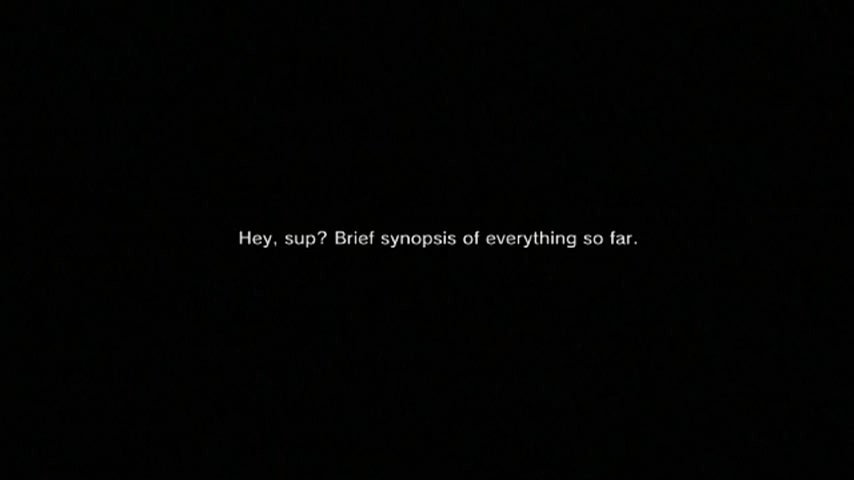 Hey, sup? Brief synopsis of everything so far.